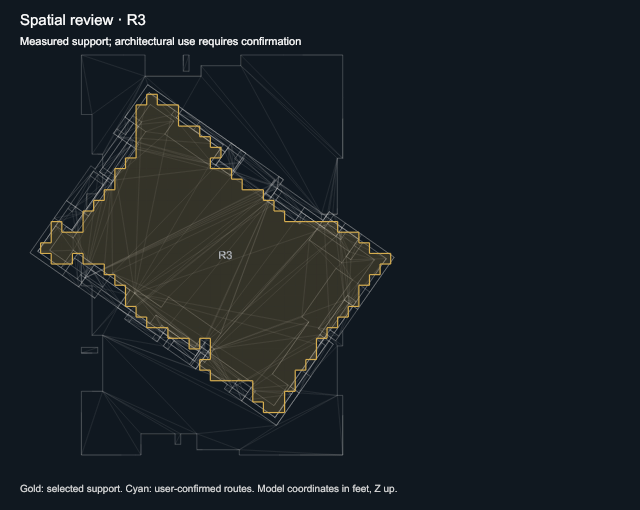 Spatial review · R3
Measured support; architectural use requires confirmation
R3
Gold: selected support. Cyan: user-confirmed routes. Model coordinates in feet, Z up.